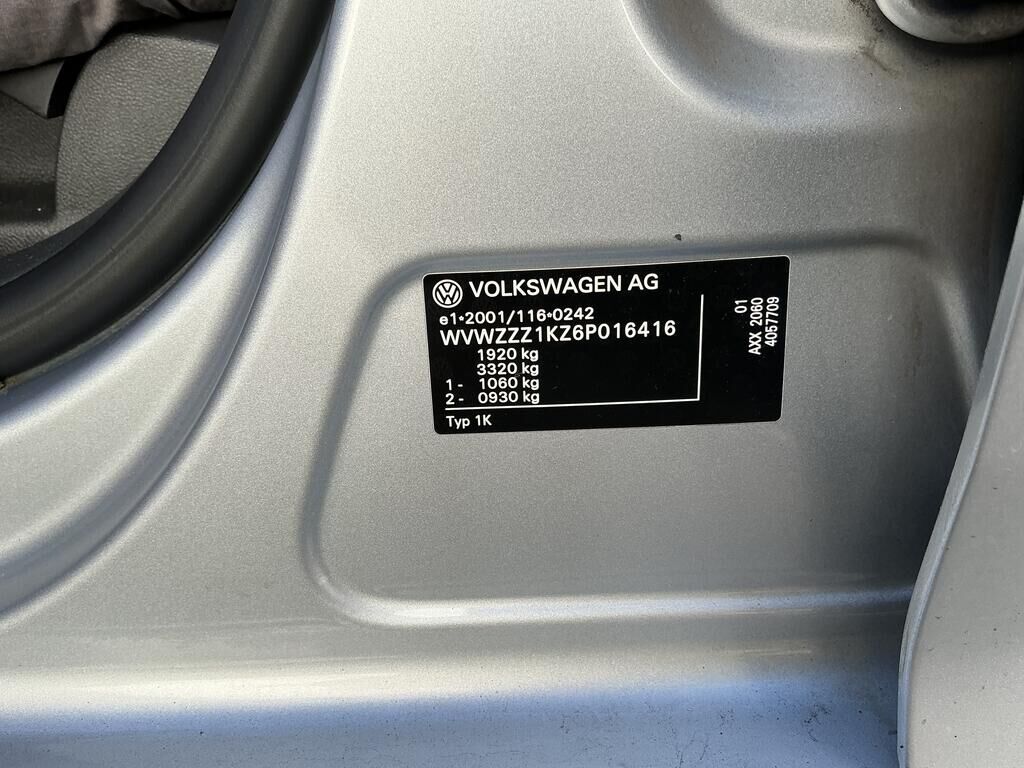 VOLKSWAGEN AG
e1*2001/116*0242
WVWZZZ1KZ6P016416
1920 kg
3320 kg
1 - 1060 kg
2 - 0930 kg
Typ 1K
01
AXX 2060
4057709